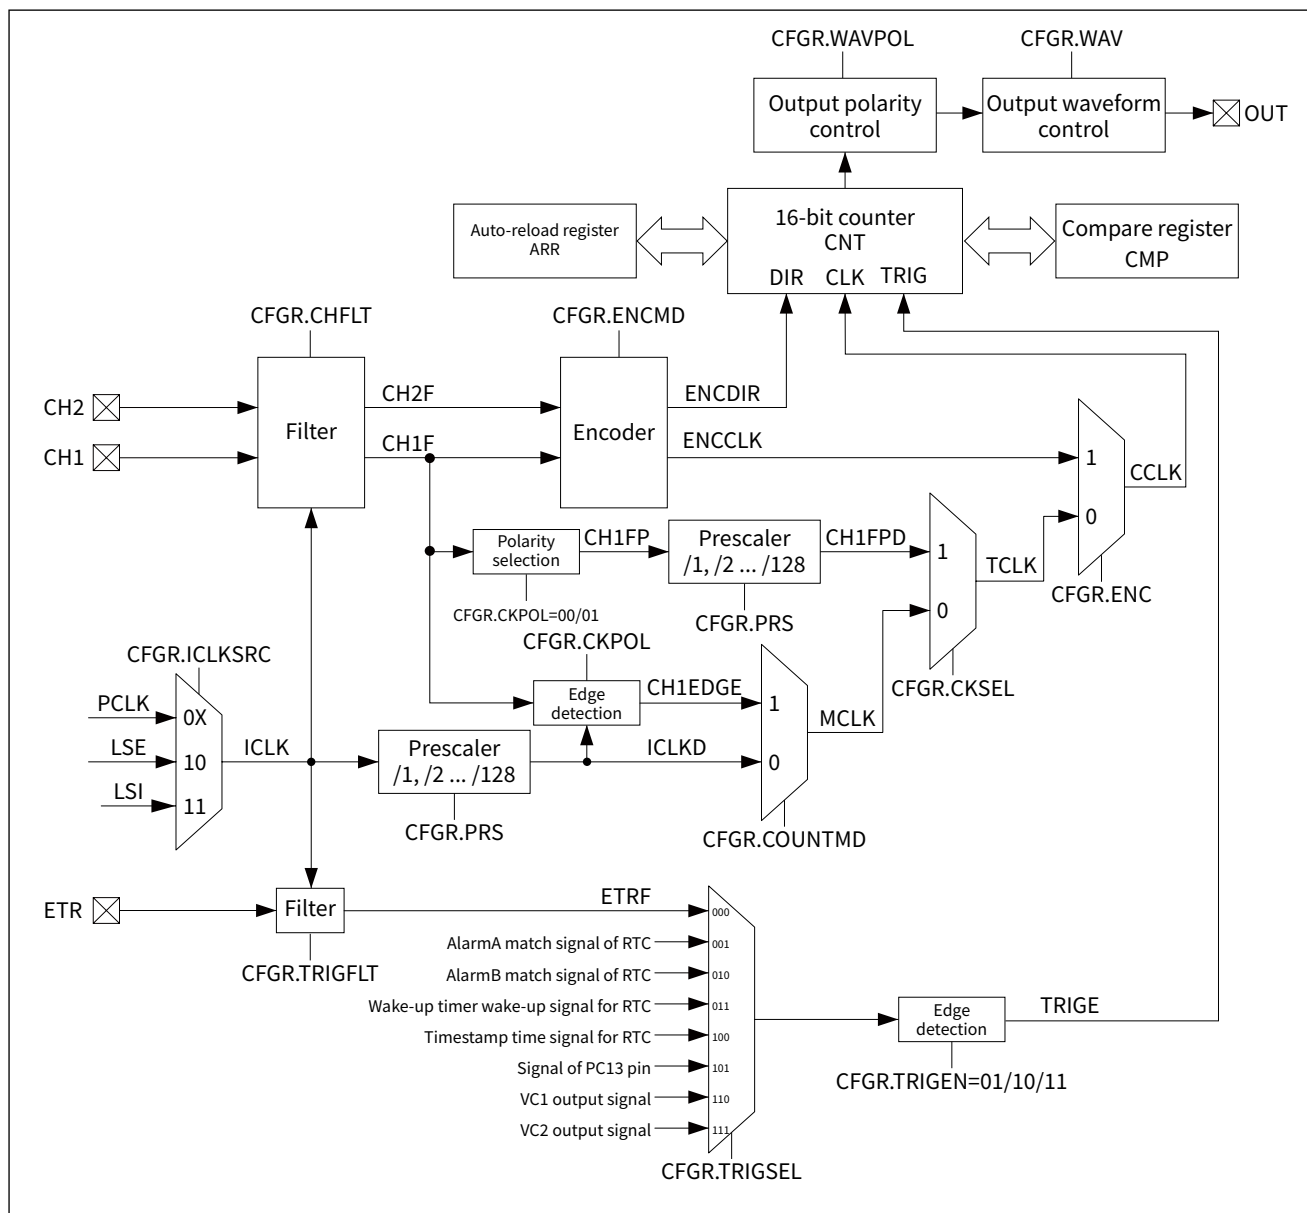 CFGR.WAVPOL
CFGR.WAV
Output polarity
control
Output waveform
control
OUT
Auto-reload register
ARR
16-bit counter
CNT
DIR
CLK
TRIG
Compare register
CMP
CFGR.CHFLT
CFGR.ENCMD
CH2
CH1
Filter
CH2F
CH1F
Encoder
ENCDIR
ENCCLK
1
0
CCLK
CFGR.ENC
Polarity
selection
CFGR.CKPOL=00/01
CH1FP
Prescaler
/1, /2 ... /128
CFGR.PRS
CH1FPD
1
0
TCLK
CFGR.CKSEL
CFGR.CKPOL
Edge
detection
CH1EDGE
CFGR.ICLKSRC
PCLK
LSE
LSI
0X
10
11
ICLK
Prescaler
/1, /2 ... /128
CFGR.PRS
ICLKD
1
0
MCLK
CFGR.COUNTMD
ETR
Filter
CFGR.TRIGFLT
ETRF
000
AlarmA match signal of RTC
001
AlarmB match signal of RTC
010
Wake-up timer wake-up signal for RTC
011
Timestamp time signal for RTC
100
Signal of PC13 pin
101
VC1 output signal
110
VC2 output signal
111
CFGR.TRIGSEL
Edge
detection
CFGR.TRIGEN=01/10/11
TRIGE